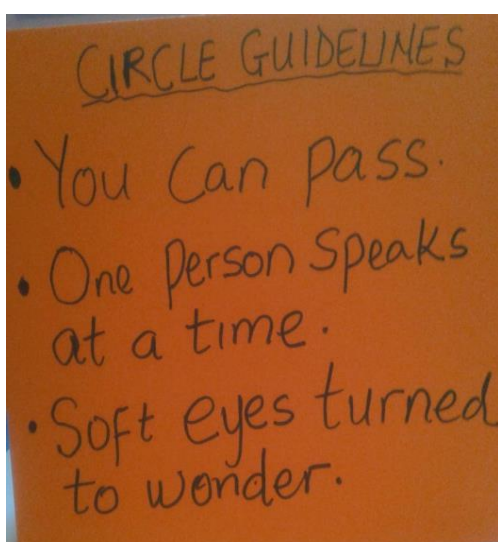 CIRCLE GUIDELINES
• You Can pass.
• One person speaks
at a time.
• Soft eyes turned
to wonder.